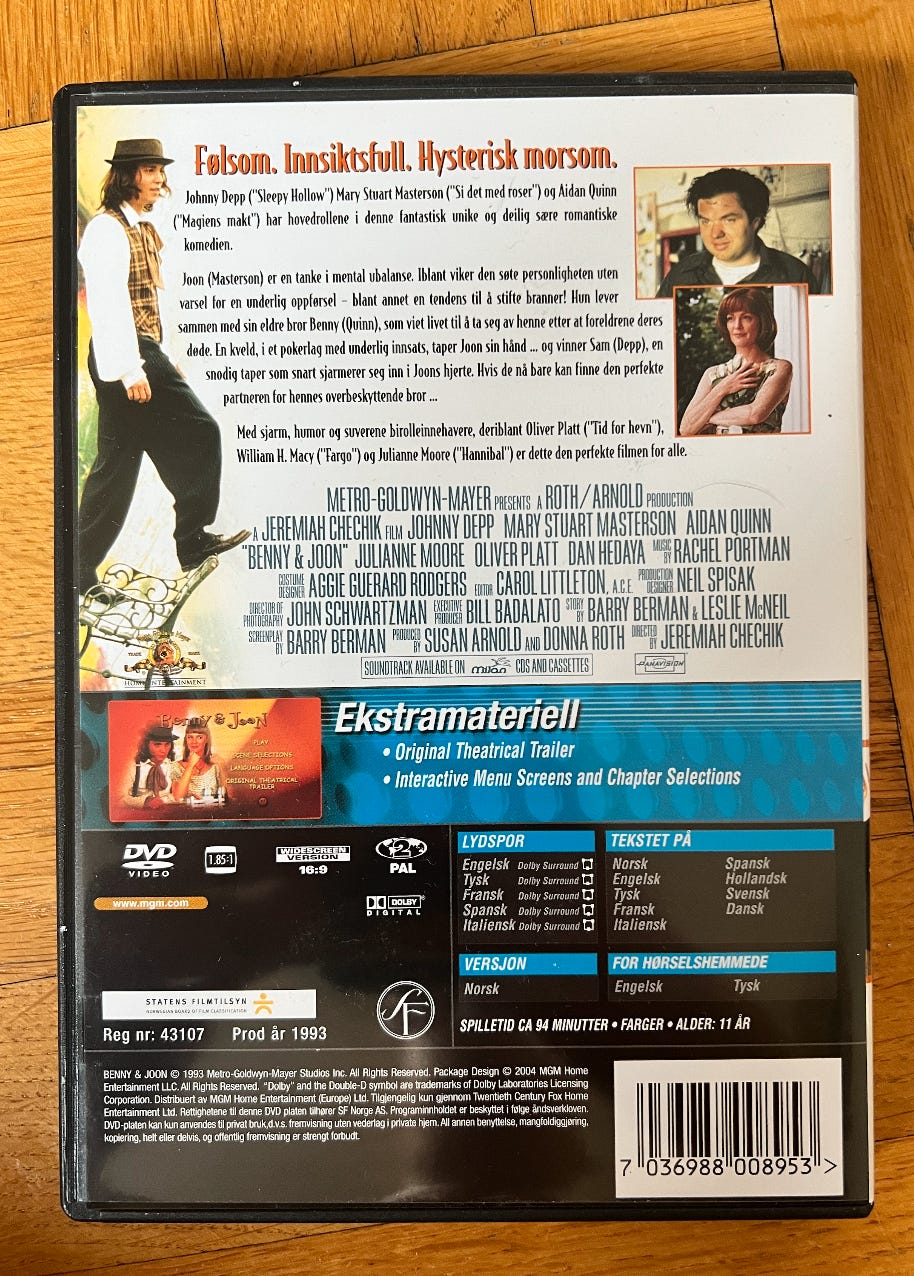 Følsom. Innsiktsfull. Hysterisk morsom.
Johnny Depp ("Sleepy Hollow") Mary Stuart Masterson ("Si det med roser") og Aidan Quinn
("Magiens makt") har hovedrollene i denne fantastisk unike og deilig sære romantiske
komedien.
Joon (Masterson) er en tanke i mental ubalanse. Iblant viker den søte personligheten uten
varsel for en underlig oppførsel – blant annet en tendens til å stifte branner! Hun lever
sammen med sin eldre bror Benny (Quinn), som viet livet til å ta seg av henne etter at foreldrene deres
døde. En kveld, i et pokerlag med underlig innsats, taper Joon sin hånd ... og vinner Sam (Depp), en
snodig taper som snart sjarmerer seg inn i Joons hjerte. Hvis de nå bare kan finne den perfekte
partneren for hennes overbeskyttende bror ...
Med sjarm, humor og suverene birolleinnehavere, deriblant Oliver Platt ("Tid for hevn"),
William H. Macy ("Fargo") og Julianne Moore ("Hannibal") er dette den perfekte filmen for alle.
METRO-GOLDWYN-MAYER PRESENTS A ROTH/ARNOLD PRODUCTION
A JEREMIAH CHECHIK FILM JOHNNY DEPP MARY STUART MASTERSON AIDAN QUINN
"BENNY & JOON" JULIANNE MOORE OLIVER PLATT DAN HEDAYA MUSIC BY RACHEL PORTMAN
COSTUME DESIGNER AGGIE GUERARD RODGERS EDITOR CAROL LITTLETON, A.C.E. PRODUCTION DESIGNER NEIL SPISAK
DIRECTOR OF PHOTOGRAPHY JOHN SCHWARTZMAN EXECUTIVE PRODUCER BILL BADALATO STORY BY BARRY BERMAN & LESLIE McNEIL
SCREENPLAY BY BARRY BERMAN PRODUCED BY SUSAN ARNOLD AND DONNA ROTH DIRECTED BY JEREMIAH CHECHIK
SOUNDTRACK AVAILABLE ON milan CDS AND CASSETTES
PANAVISION
TRADE MARK
HOME ENTERTAINMENT
Benny & Joon
PLAY
SCENE SELECTIONS
LANGUAGE OPTIONS
ORIGINAL THEATRICAL
TRAILER
Ekstramateriell
• Original Theatrical Trailer
• Interactive Menu Screens and Chapter Selections
DVD
VIDEO
1.85:1
WIDESCREEN
VERSION
16:9
2
PAL
www.mgm.com
DOLBY
DIGITAL
LYDSPOR
Engelsk Dolby Surround
Tysk Dolby Surround
Fransk Dolby Surround
Spansk Dolby Surround
Italiensk Dolby Surround
TEKSTET PÅ
Norsk Spansk
Engelsk Hollandsk
Tysk Svensk
Fransk Dansk
Italiensk
VERSJON
Norsk
FOR HØRSELSHEMMEDE
Engelsk Tysk
STATENS FILMTILSYN
NORWEGIAN BOARD OF FILM CLASSIFICATION
Reg nr: 43107 Prod år 1993
SF
SPILLETID CA 94 MINUTTER • FARGER • ALDER: 11 ÅR
BENNY & JOON © 1993 Metro-Goldwyn-Mayer Studios Inc. All Rights Reserved. Package Design © 2004 MGM Home
Entertainment LLC. All Rights Reserved. "Dolby" and the Double-D symbol are trademarks of Dolby Laboratories Licensing
Corporation. Distribuert av MGM Home Entertainment (Europe) Ltd. Tilgjengelig kun gjennom Twentieth Century Fox Home
Entertainment Ltd. Rettighetene til denne DVD platen tilhører SF Norge AS. Programinnholdet er beskyttet i følge åndsverkloven.
DVD-platen kan kun anvendes til privat bruk,d.v.s. fremvisning uten vederlag i private hjem. All annen benyttelse, mangfoldiggjøring,
kopiering, helt eller delvis, og offentlig fremvisning er strengt forbudt.
7 036988 008953 >